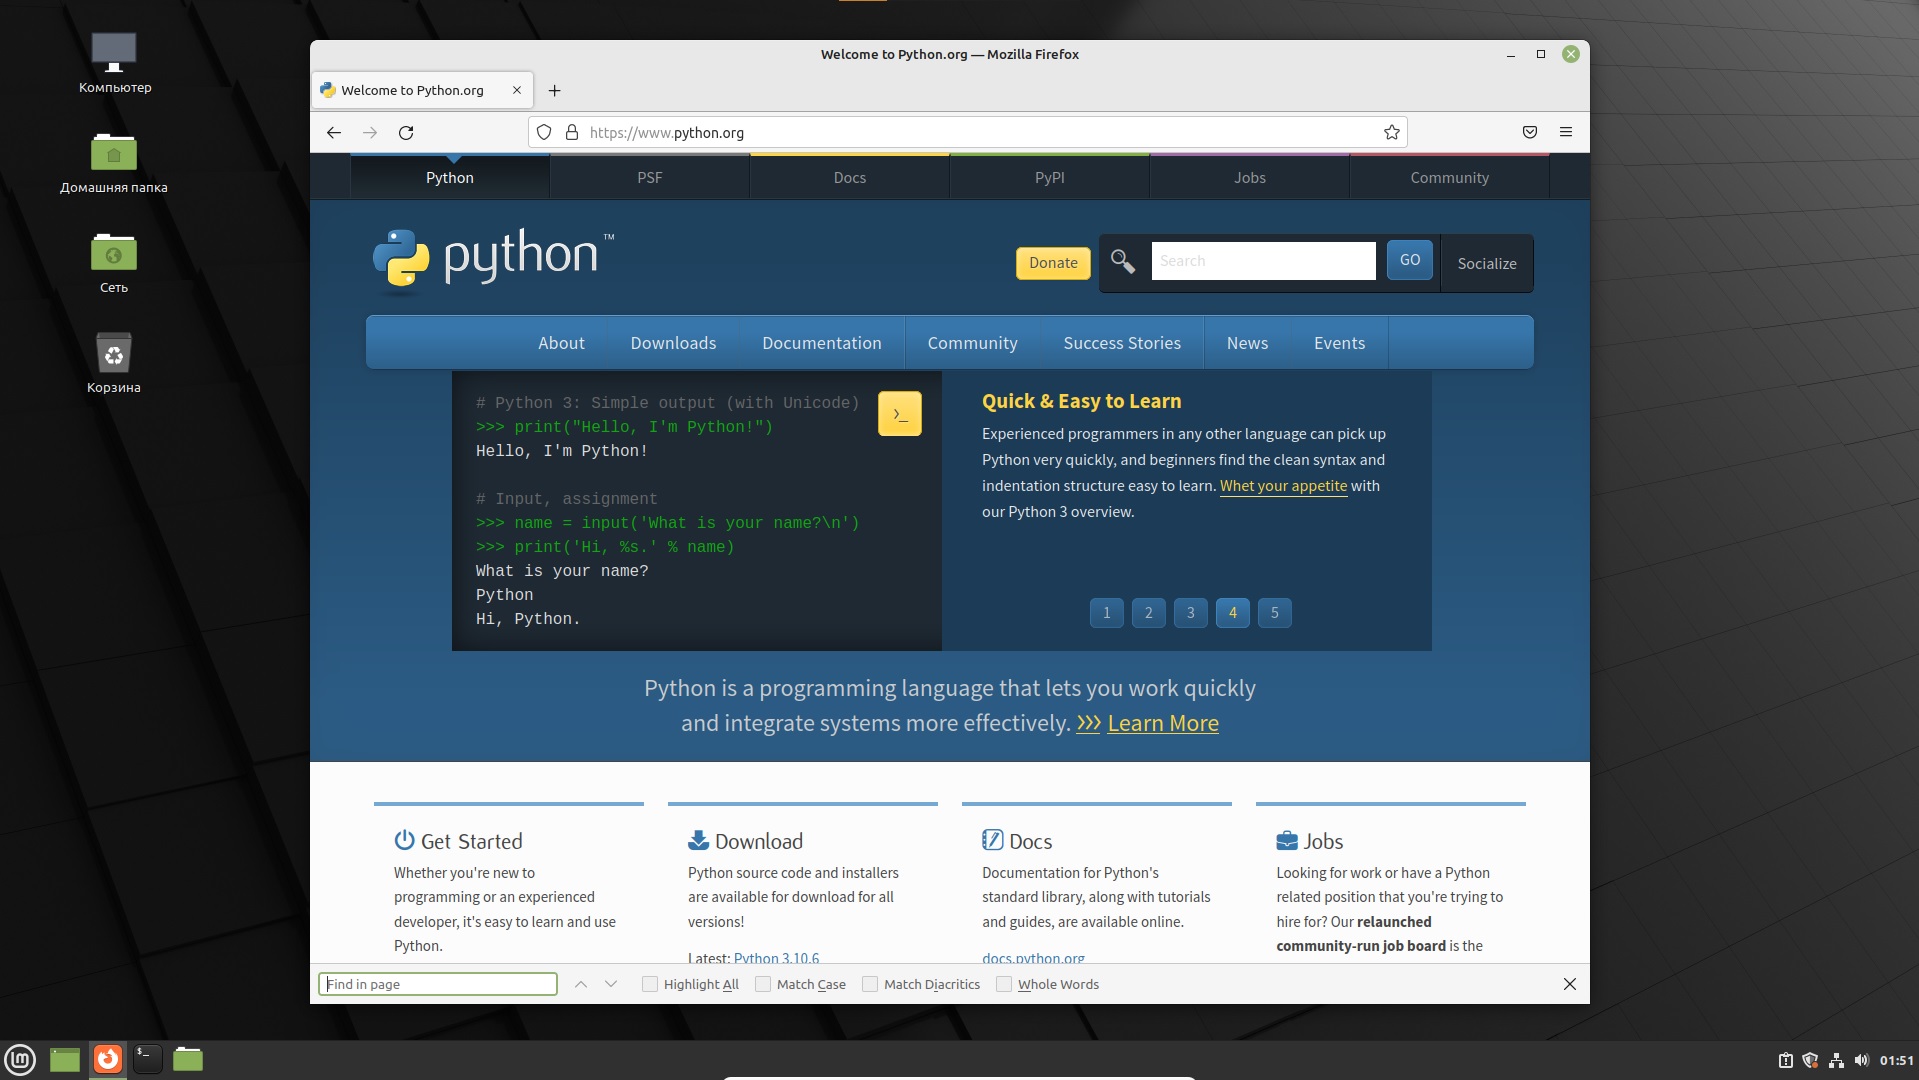 Компьютер
Домашняя папка
Сеть
Корзина
Welcome to Python.org — Mozilla Firefox
Welcome to Python.org
https://www.python.org
Python
PSF
Docs
PyPI
Jobs
Community
python™
Donate
Search
GO
Socialize
About
Downloads
Documentation
Community
Success Stories
News
Events
# Python 3: Simple output (with Unicode)
>>> print("Hello, I'm Python!")
Hello, I'm Python!
# Input, assignment
>>> name = input('What is your name?\n')
>>> print('Hi, %s.' % name)
What is your name?
Python
Hi, Python.
>_
Quick & Easy to Learn
Experienced programmers in any other language can pick up
Python very quickly, and beginners find the clean syntax and
indentation structure easy to learn. Whet your appetite with
our Python 3 overview.
1
2
3
4
5
Python is a programming language that lets you work quickly
and integrate systems more effectively. >>> Learn More
Get Started
Whether you're new to
programming or an experienced
developer, it's easy to learn and use
Python.
Download
Python source code and installers
are available for download for all
versions!
Latest: Python 3.10.6
Docs
Documentation for Python's
standard library, along with tutorials
and guides, are available online.
docs.python.org
Jobs
Looking for work or have a Python
related position that you're trying to
hire for? Our relaunched
community-run job board is the
Find in page
Highlight All
Match Case
Match Diacritics
Whole Words
lm
$_
01:51